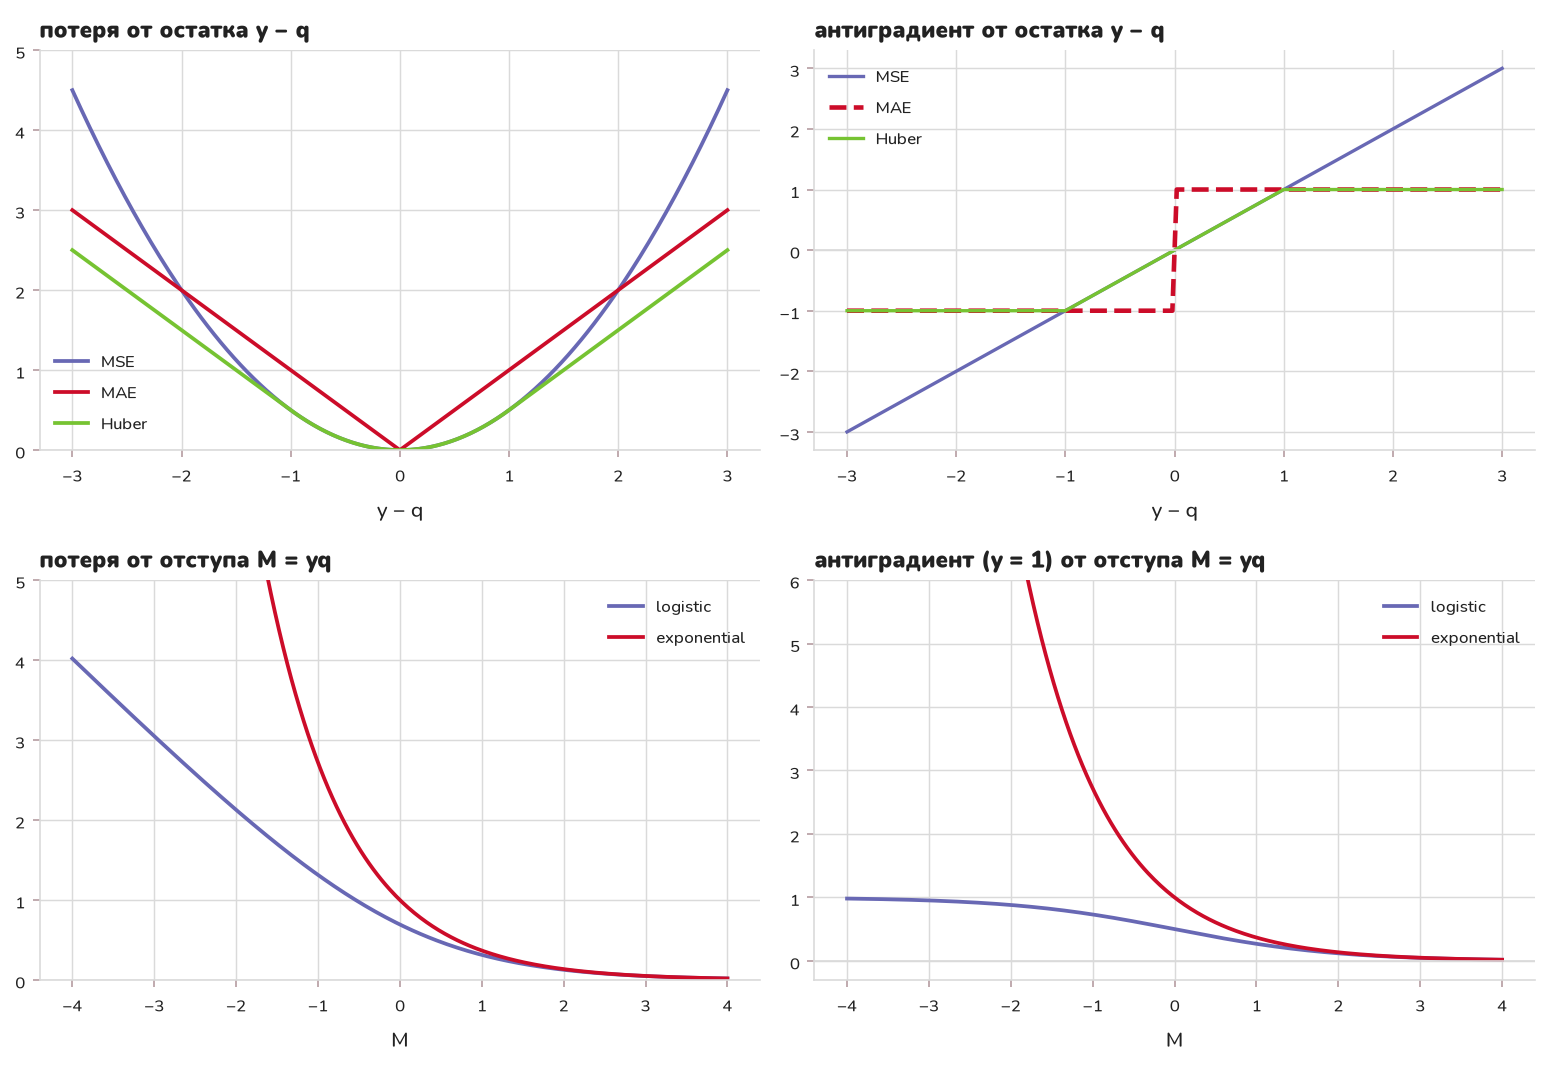 потеря от остатка y – q
5
4
3
2
1
0
MSE
MAE
Huber
−3 −2 −1 0 1 2 3
y – q
антиградиент от остатка y – q
3
2
1
0
−1
−2
−3
MSE
MAE
Huber
−3 −2 −1 0 1 2 3
y – q
потеря от отступа M = yq
5
4
3
2
1
0
logistic
exponential
−4 −3 −2 −1 0 1 2 3 4
M
антиградиент (y = 1) от отступа M = yq
6
5
4
3
2
1
0
logistic
exponential
−4 −3 −2 −1 0 1 2 3 4
M